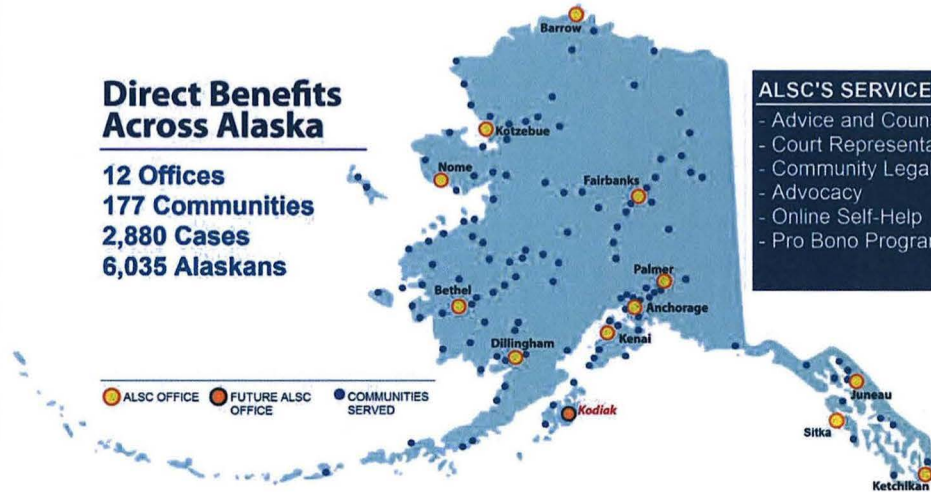 Direct Benefits
Across Alaska
12 Offices
177 Communities
2,880 Cases
6,035 Alaskans
Barrow
Kotzebue
Nome
Fairbanks
Palmer
Anchorage
Bethel
Kenai
Dillingham
Kodiak
Juneau
Sitka
Ketchikan
ALSC OFFICE
FUTURE ALSC
OFFICE
COMMUNITIES
SERVED
ALSC'S SERVICE
- Advice and Coun
- Court Representa
- Community Lega
- Advocacy
- Online Self-Help
- Pro Bono Program